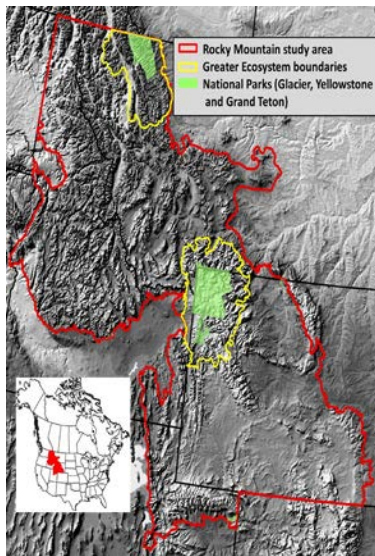 Rocky Mountain study area
Greater Ecosystem boundaries
National Parks (Glacier, Yellowstone
and Grand Teton)